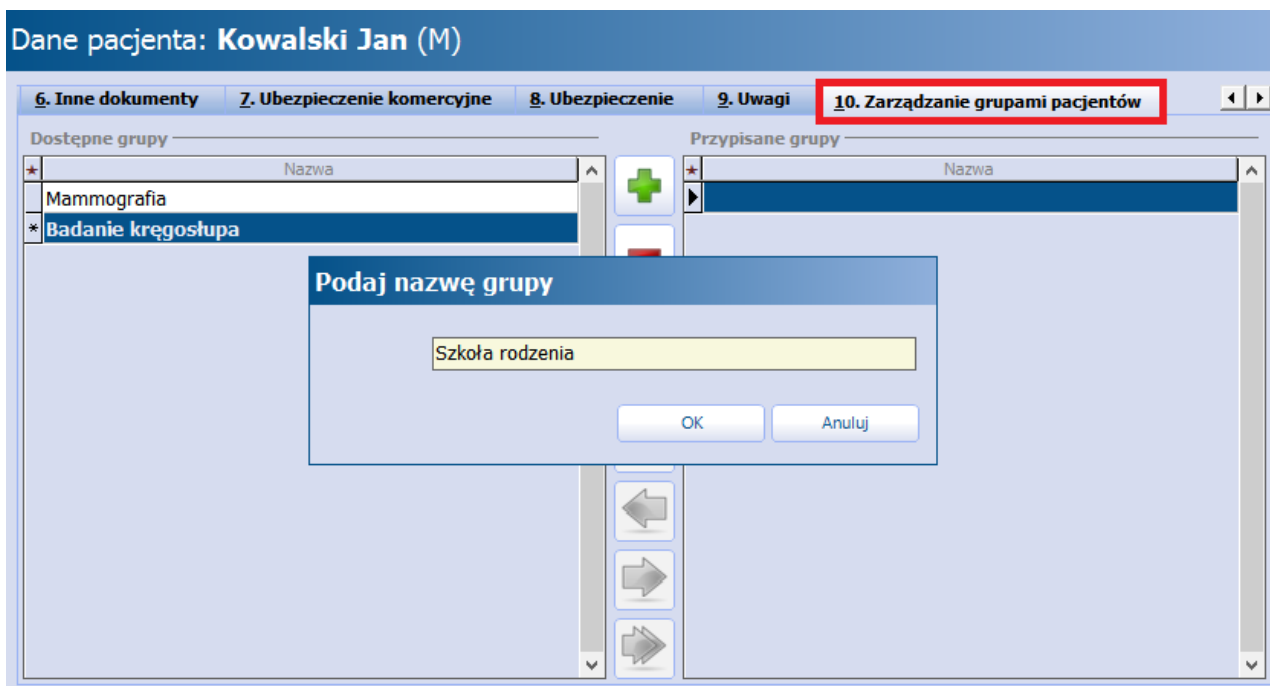 Dane pacjenta: Kowalski Jan (M)
6. Inne dokumenty 7. Ubezpieczenie komercyjne 8. Ubezpieczenie 9. Uwagi 10. Zarządzanie grupami pacjentów
Dostępne grupy Przypisane grupy
Nazwa Nazwa
Mammografia
Badanie kręgosłupa
Podaj nazwę grupy
Szkoła rodzenia
OK Anuluj